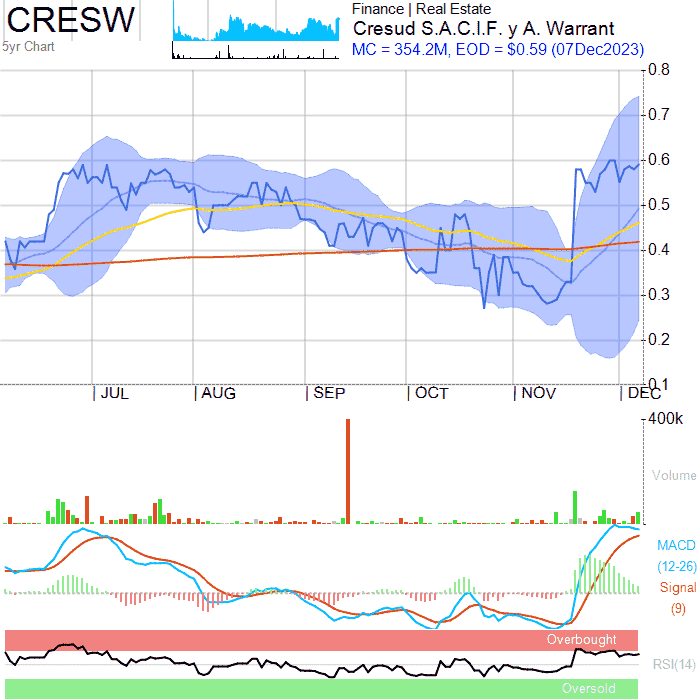 CRESW
5yr Chart
Finance | Real Estate
Cresud S.A.C.I.F. y A. Warrant
MC = 354.2M, EOD = $0.59 (07Dec2023)
0.8
0.7
0.6
0.5
0.4
0.3
0.2
0.1
JUL AUG SEP OCT NOV DEC
400k
Volume
MACD
(12-26)
Signal
(9)
Overbought
RSI(14)
Oversold